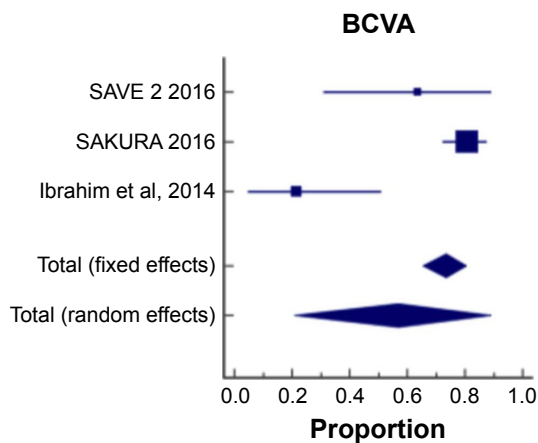 BCVA
SAVE 2 2016
SAKURA 2016
Ibrahim et al, 2014
Total (fixed effects)
Total (random effects)
0.0 0.2 0.4 0.6 0.8 1.0
Proportion